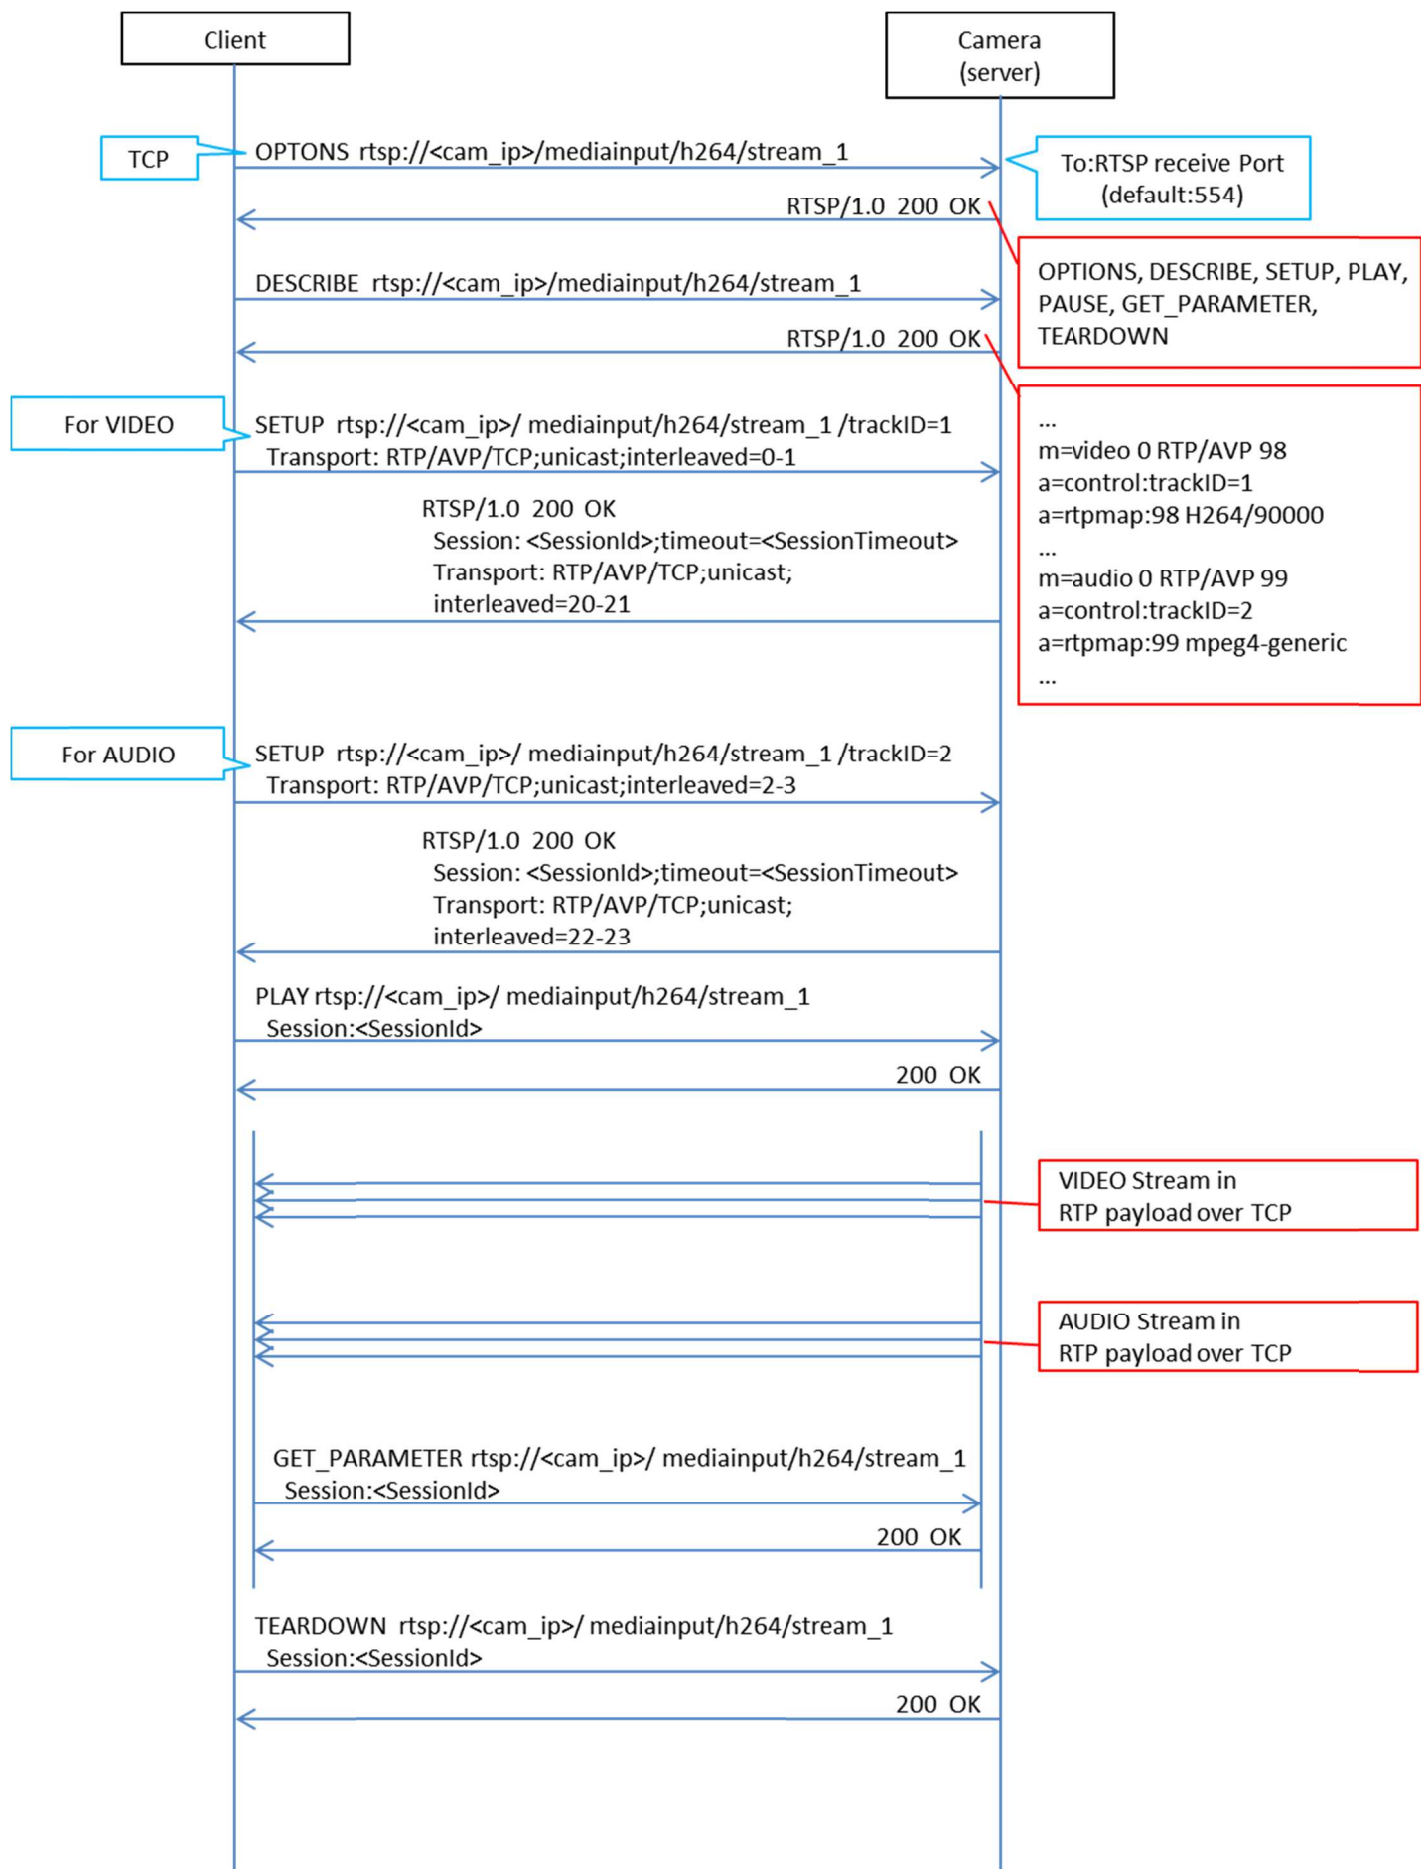 Client
Camera
(server)
TCP
OPTONS rtsp://<cam_ip>/mediainput/h264/stream_1
To:RTSP receive Port
(default:554)
RTSP/1.0 200 OK
OPTIONS, DESCRIBE, SETUP, PLAY,
PAUSE, GET_PARAMETER,
TEARDOWN
DESCRIBE rtsp://<cam_ip>/mediainput/h264/stream_1
RTSP/1.0 200 OK
...
m=video 0 RTP/AVP 98
a=control:trackID=1
a=rtpmap:98 H264/90000
...
m=audio 0 RTP/AVP 99
a=control:trackID=2
a=rtpmap:99 mpeg4-generic
...
For VIDEO
SETUP rtsp://<cam_ip>/ mediainput/h264/stream_1 /trackID=1
Transport: RTP/AVP/TCP;unicast;interleaved=0-1
RTSP/1.0 200 OK
Session: <SessionId>;timeout=<SessionTimeout>
Transport: RTP/AVP/TCP;unicast;
interleaved=20-21
For AUDIO
SETUP rtsp://<cam_ip>/ mediainput/h264/stream_1 /trackID=2
Transport: RTP/AVP/TCP;unicast;interleaved=2-3
RTSP/1.0 200 OK
Session: <SessionId>;timeout=<SessionTimeout>
Transport: RTP/AVP/TCP;unicast;
interleaved=22-23
PLAY rtsp://<cam_ip>/ mediainput/h264/stream_1
Session:<SessionId>
200 OK
VIDEO Stream in
RTP payload over TCP
AUDIO Stream in
RTP payload over TCP
GET_PARAMETER rtsp://<cam_ip>/ mediainput/h264/stream_1
Session:<SessionId>
200 OK
TEARDOWN rtsp://<cam_ip>/ mediainput/h264/stream_1
Session:<SessionId>
200 OK